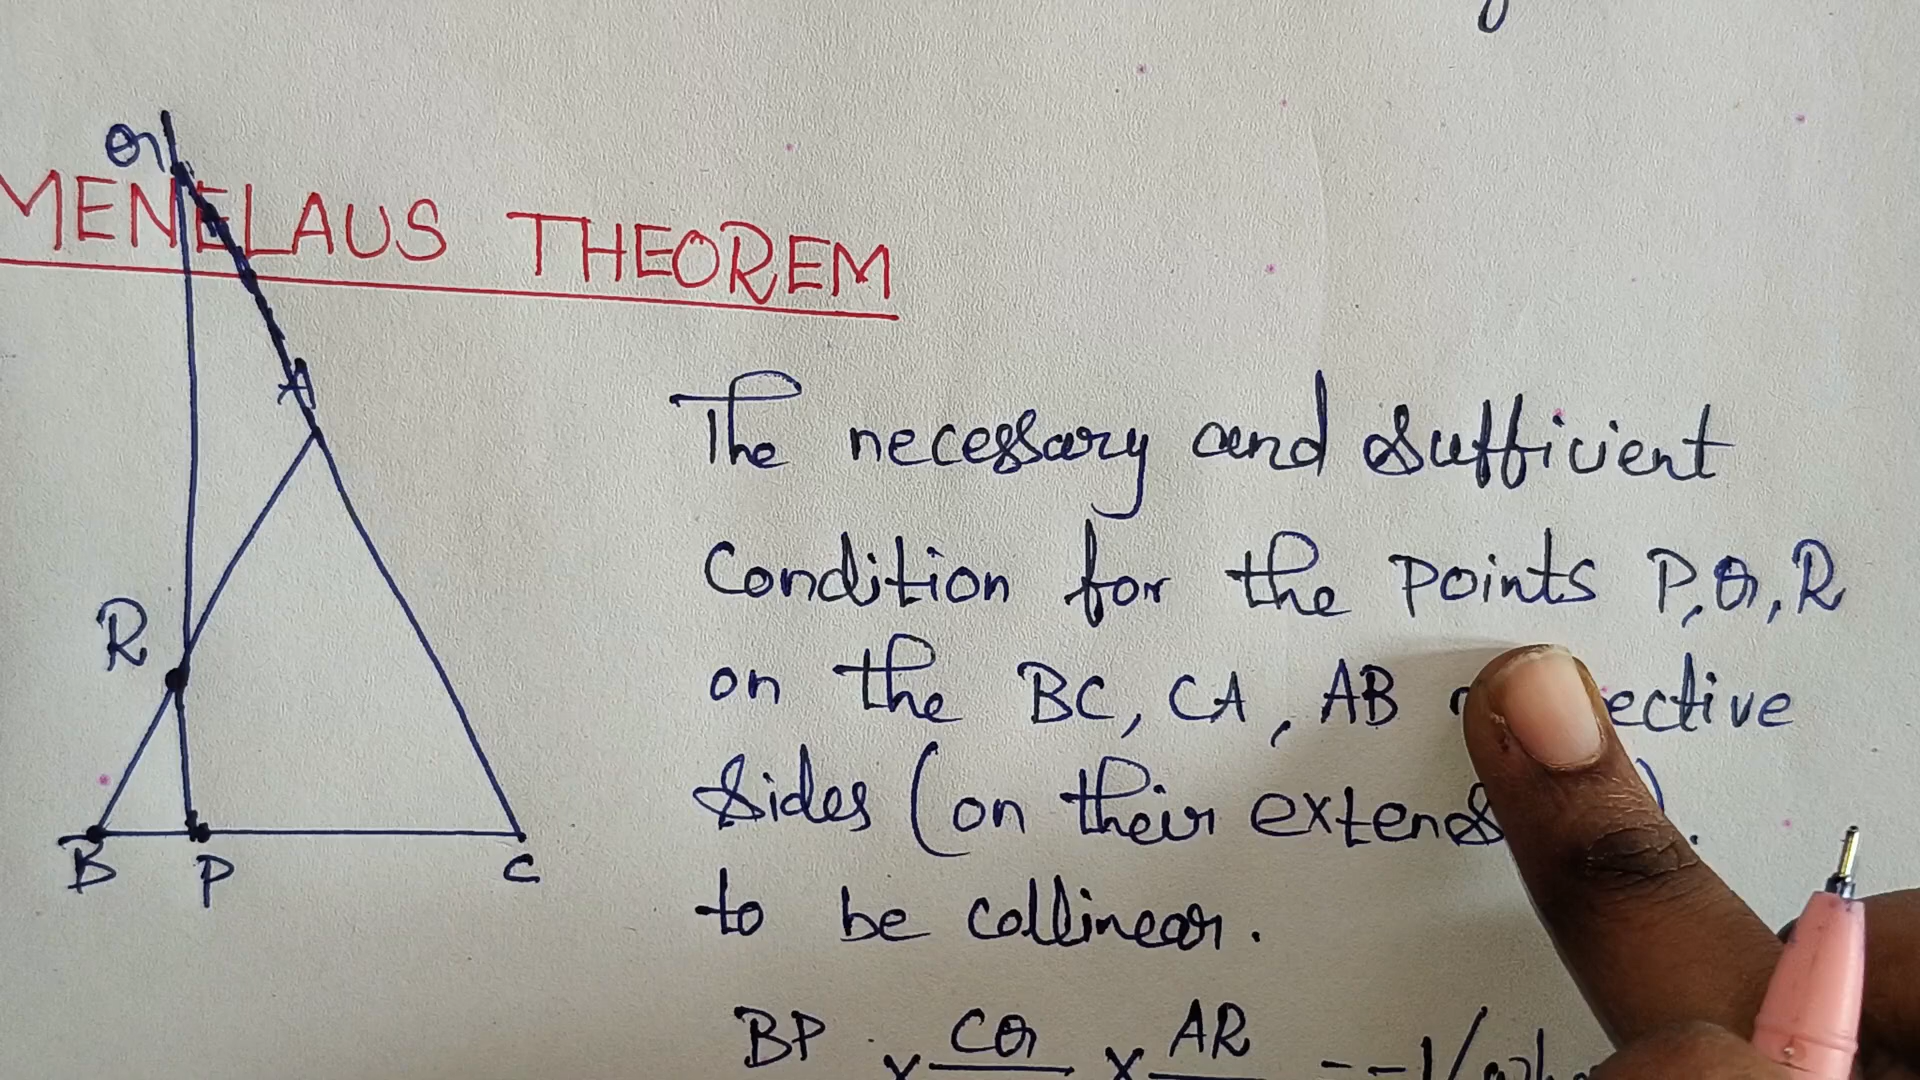 Q
MENELAUS THEOREM
A
The necessary and sufficient
Condition for the points P, Q, R
R
on the BC, CA, AB
sides (on their
B P C
to be collinear.
BP × CQ × AR = -1